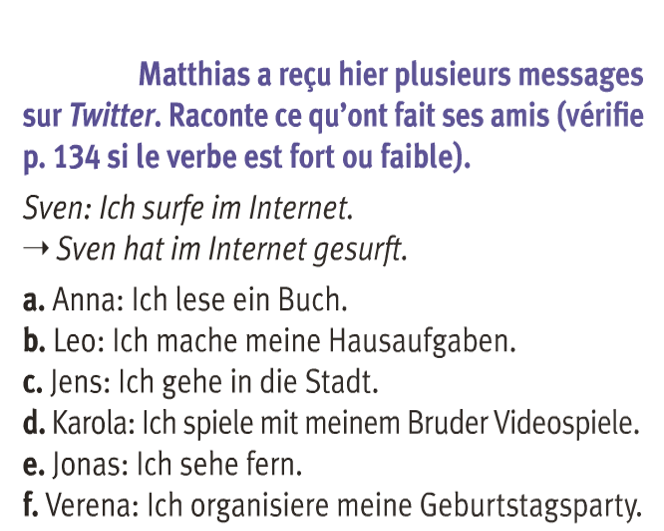 Matthias a reçu hier plusieurs messages
sur Twitter. Raconte ce qu’ont fait ses amis (vérifie
p. 134 si le verbe est fort ou faible).
Sven: Ich surfe im Internet.
→ Sven hat im Internet gesurft.
a. Anna: Ich lese ein Buch.
b. Leo: Ich mache meine Hausaufgaben.
c. Jens: Ich gehe in die Stadt.
d. Karola: Ich spiele mit meinem Bruder Videospiele.
e. Jonas: Ich sehe fern.
f. Verena: Ich organisiere meine Geburtstagsparty.